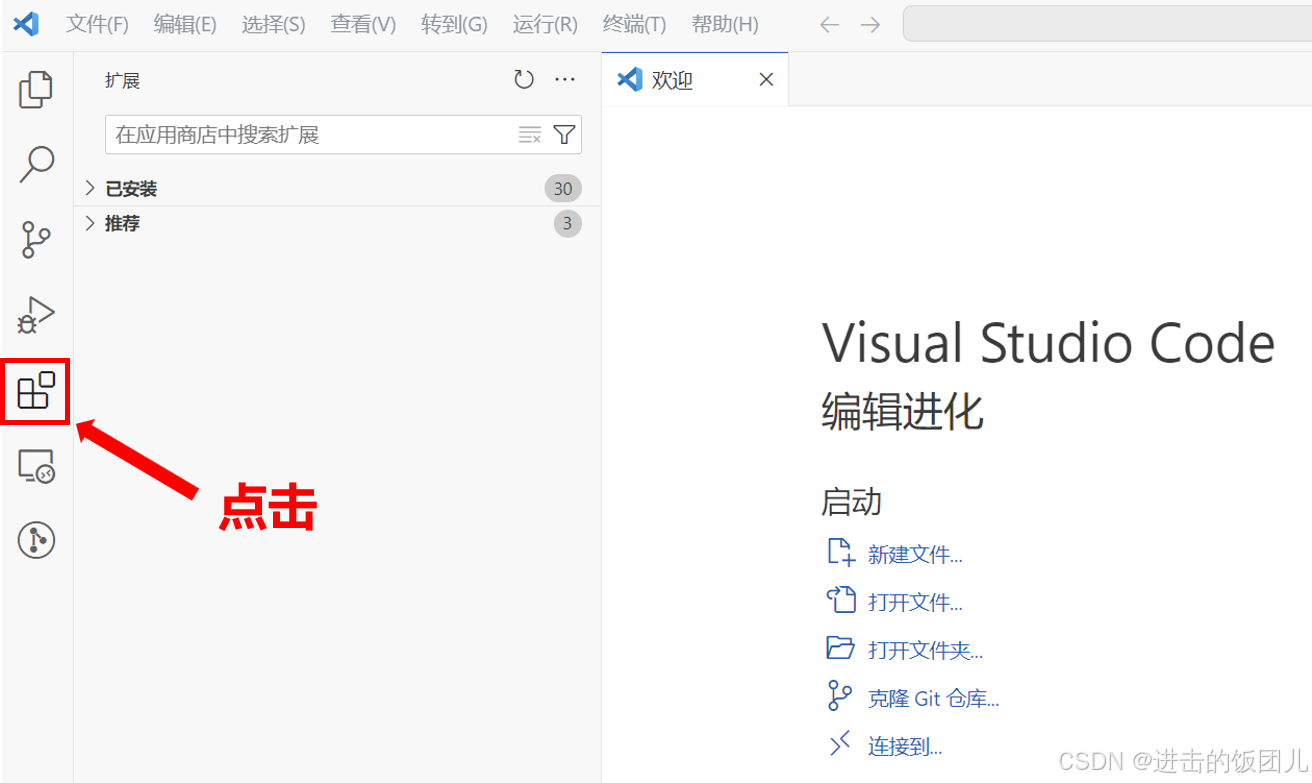 文件(F) 编辑(E) 选择(S) 查看(V) 转到(G) 运行(R) 终端(T) 帮助(H)
扩展
欢迎
在应用商店中搜索扩展
已安装 30
推荐 3
Visual Studio Code
编辑进化
点击
启动
新建文件...
打开文件...
打开文件夹...
克隆 Git 仓库...
连接到...
CSDN @进击的饭团儿